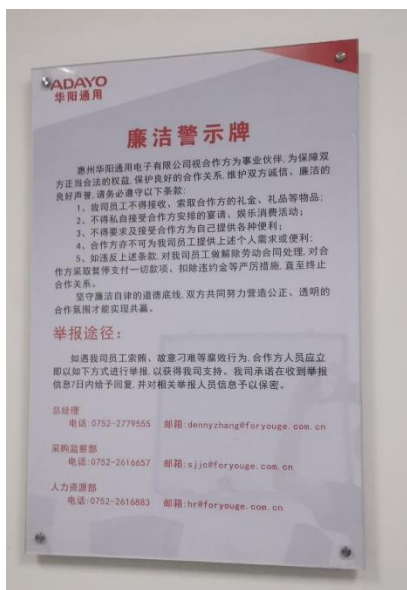 ADAYO
华阳通用
廉洁警示牌
惠州华阳通用电子有限公司视合作方为事业伙伴,为保障双
方正当合法的权益,保护良好的合作关系,维护双方诚信、廉洁的
良好声誉,请务必遵守以下条款:
1、我司员工不得接收、索取合作方的礼金、礼品等物品;
2、不得私自接受合作方安排的宴请、娱乐消费活动;
3、不得要求及接受合作方为自己提供各种便利;
4、合作方亦不可为我司员工提供上述个人需求或便利;
5、如违反上述条款,对我司员工做解除劳动合同处理,对合
作方采取暂停支付一切款项、扣除违约金等严厉措施,直至终止
合作关系。
坚守廉洁自律的道德底线,双方共同努力营造公正、透明的
合作氛围才能实现共赢。
举报途径:
如遇我司员工索贿、故意刁难等腐败行为,合作方人员应立
即以如下方式进行举报,以获得我司支持。我司承诺在收到举报
信息7日内给予回复,并对相关举报人员信息予以保密。
总经理
电话:0752-2779555 邮箱:dennyzhang@foryouge.com.cn
采购监察部
电话:0752-2616657 邮箱:sjjc@foryouge.com.cn
人力资源部
电话:0752-2616883 邮箱:hr@foryouge.com.cn